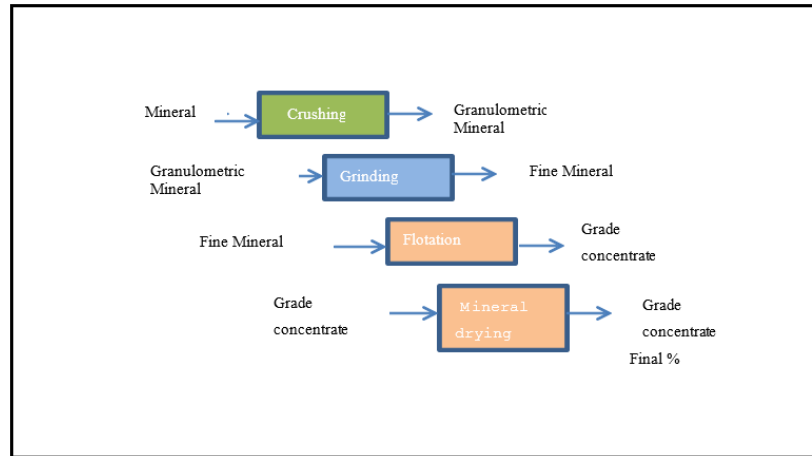 Mineral
Crushing
Granulometric
Mineral
Granulometric
Mineral
Grinding
Fine Mineral
Fine Mineral
Flotation
Grade
concentrate
Grade
concentrate
Mineral
drying
Grade
concentrate
Final %